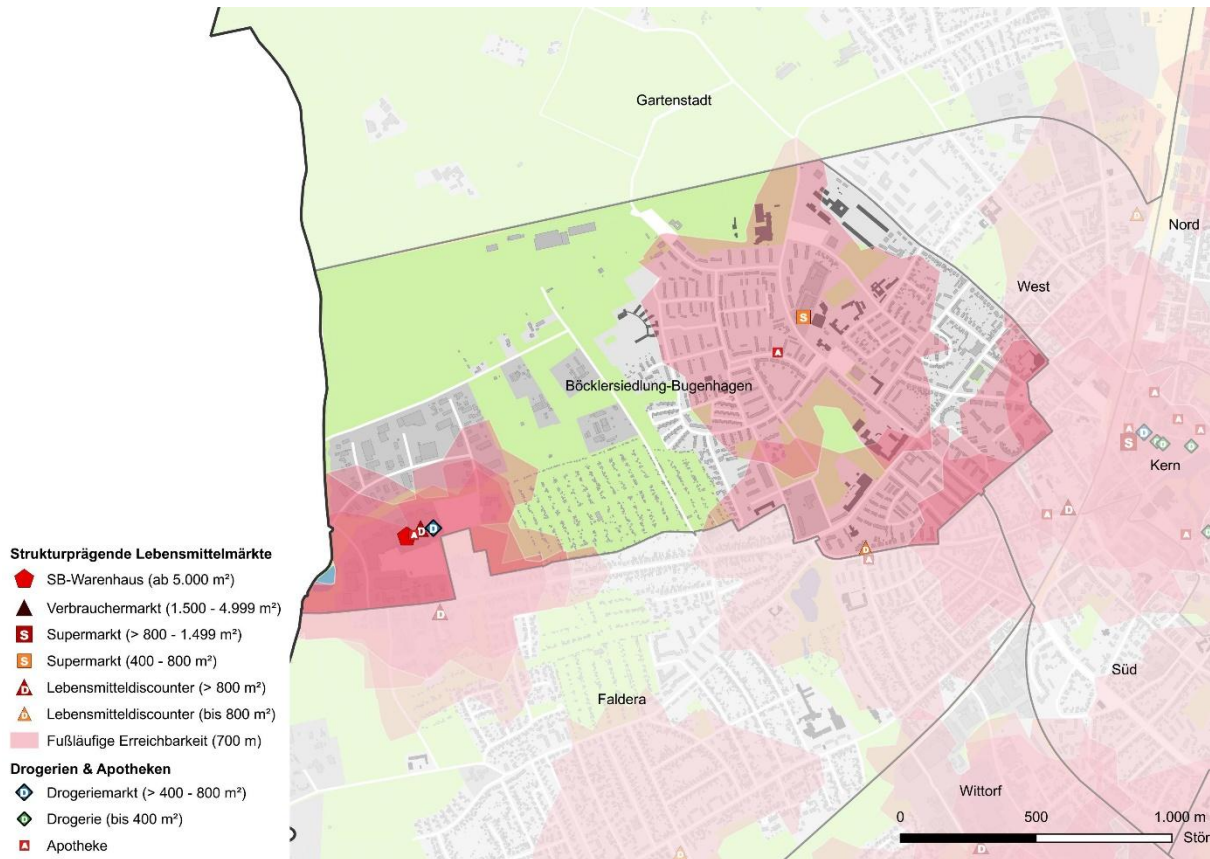 Gartenstadt
Nord
West
Böcklersiedlung-Bugenhagen
Kern
Faldera
Süd
Wittorf
Strukturprägende Lebensmittelmärkte
SB-Warenhaus (ab 5.000 m²)
Verbrauchermarkt (1.500 - 4.999 m²)
S Supermarkt (> 800 - 1.499 m²)
S Supermarkt (400 - 800 m²)
D Lebensmitteldiscounter (> 800 m²)
D Lebensmitteldiscounter (bis 800 m²)
Fußläufige Erreichbarkeit (700 m)
Drogerien & Apotheken
D Drogeriemarkt (> 400 - 800 m²)
D Drogerie (bis 400 m²)
A Apotheke
0 500 1.000 m
Stör